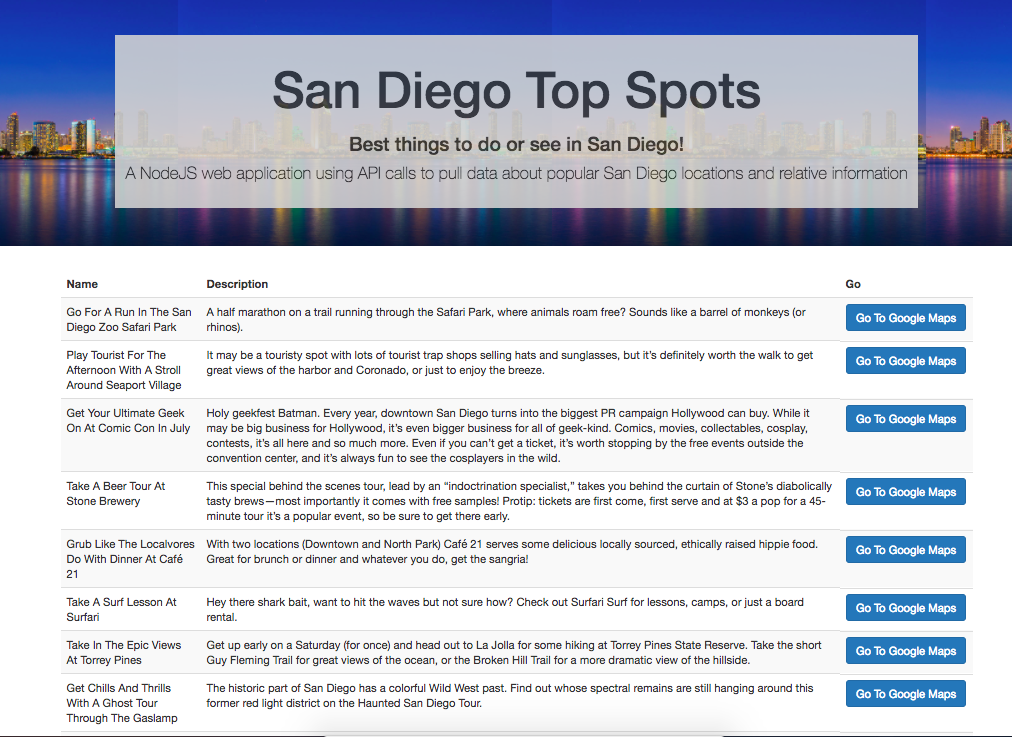 San Diego Top Spots
Best things to do or see in San Diego!
A NodeJS web application using API calls to pull data about popular San Diego locations and relative information
Name
Description
Go
Go For A Run In The San
Diego Zoo Safari Park
A half marathon on a trail running through the Safari Park, where animals roam free? Sounds like a barrel of monkeys (or
rhinos).
Go To Google Maps
Play Tourist For The
Afternoon With A Stroll
Around Seaport Village
It may be a touristy spot with lots of tourist trap shops selling hats and sunglasses, but it’s definitely worth the walk to get
great views of the harbor and Coronado, or just to enjoy the breeze.
Go To Google Maps
Get Your Ultimate Geek
On At Comic Con In July
Holy geekfest Batman. Every year, downtown San Diego turns into the biggest PR campaign Hollywood can buy. While it
may be big business for Hollywood, it’s even bigger business for all of geek-kind. Comics, movies, collectables, cosplay,
contests, it’s all here and so much more. Even if you can’t get a ticket, it’s worth stopping by the free events outside the
convention center, and it’s always fun to see the cosplayers in the wild.
Go To Google Maps
Take A Beer Tour At
Stone Brewery
This special behind the scenes tour, lead by an “indoctrination specialist,” takes you behind the curtain of Stone’s diabolically
tasty brews—most importantly it comes with free samples! Protip: tickets are first come, first serve and at $3 a pop for a 45-
minute tour it’s a popular event, so be sure to get there early.
Go To Google Maps
Grub Like The Localvores
Do With Dinner At Café
21
With two locations (Downtown and North Park) Café 21 serves some delicious locally sourced, ethically raised hippie food.
Great for brunch or dinner and whatever you do, get the sangria!
Go To Google Maps
Take A Surf Lesson At
Surfari
Hey there shark bait, want to hit the waves but not sure how? Check out Surfari Surf for lessons, camps, or just a board
rental.
Go To Google Maps
Take In The Epic Views
At Torrey Pines
Get up early on a Saturday (for once) and head out to La Jolla for some hiking at Torrey Pines State Reserve. Take the short
Guy Fleming Trail for great views of the ocean, or the Broken Hill Trail for a more dramatic view of the hillside.
Go To Google Maps
Get Chills And Thrills
With A Ghost Tour
Through The Gaslamp
The historic part of San Diego has a colorful Wild West past. Find out whose spectral remains are still hanging around this
former red light district on the Haunted San Diego Tour.
Go To Google Maps